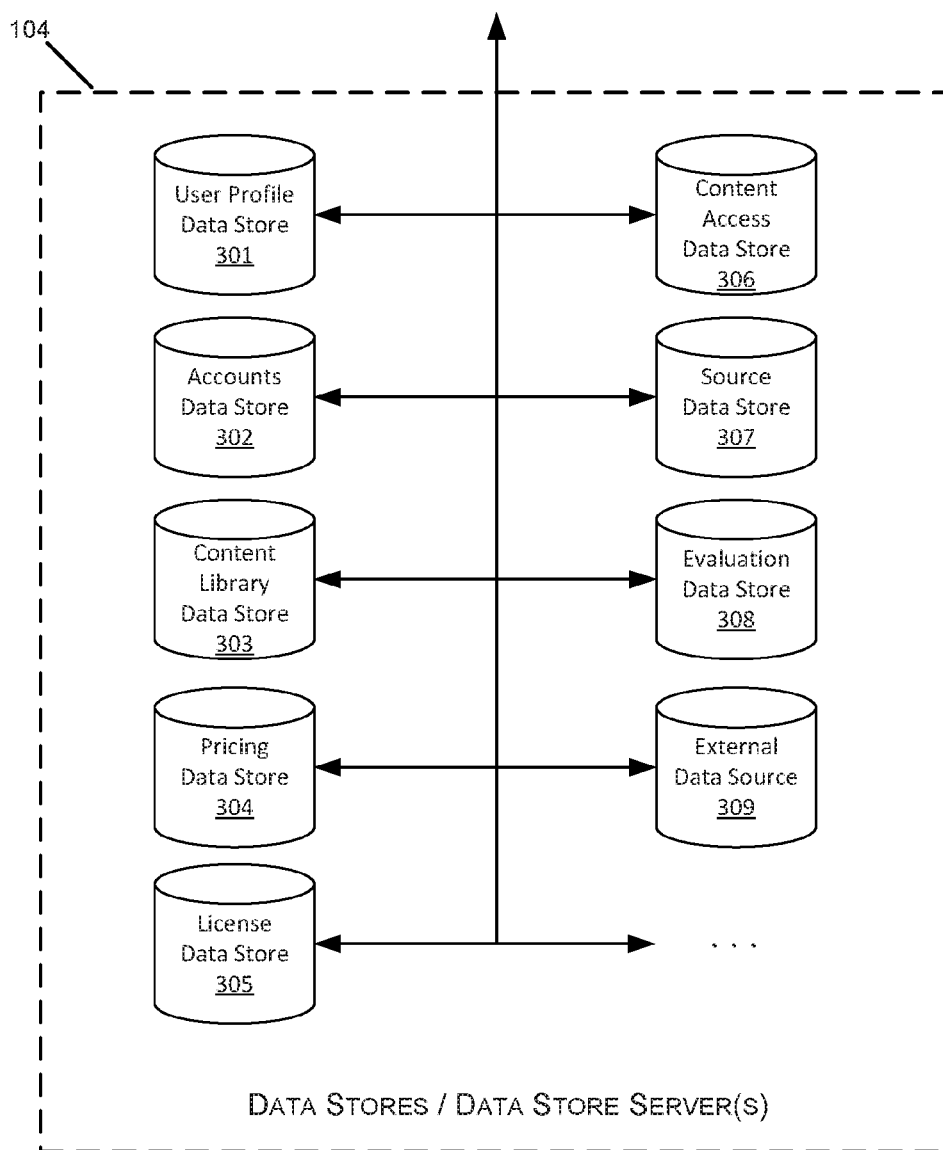 104
User Profile
Data Store
301
Content
Access
Data Store
306
Accounts
Data Store
302
Source
Data Store
307
Content
Library
Data Store
303
Evaluation
Data Store
308
Pricing
Data Store
304
External
Data Source
309
License
Data Store
305
. . .
DATA STORES / DATA STORE SERVER(S)